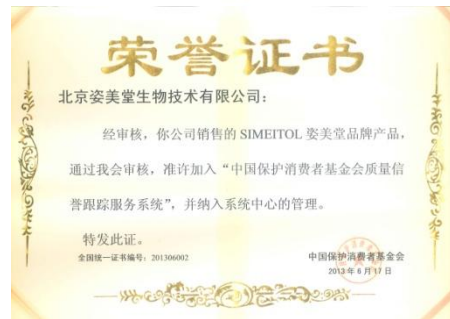 荣誉证书
北京姿美堂生物技术有限公司：
经审核，你公司销售的 SIMEITOL 姿美堂品牌产品，
通过我会审核，准许加入“中国保护消费者基金会质量信
誉跟踪服务系统”，并纳入系统中心的管理。
特发此证。
全国统一证书编号：201306002
中国保护消费者基金会
2013 年 6 月 17 日